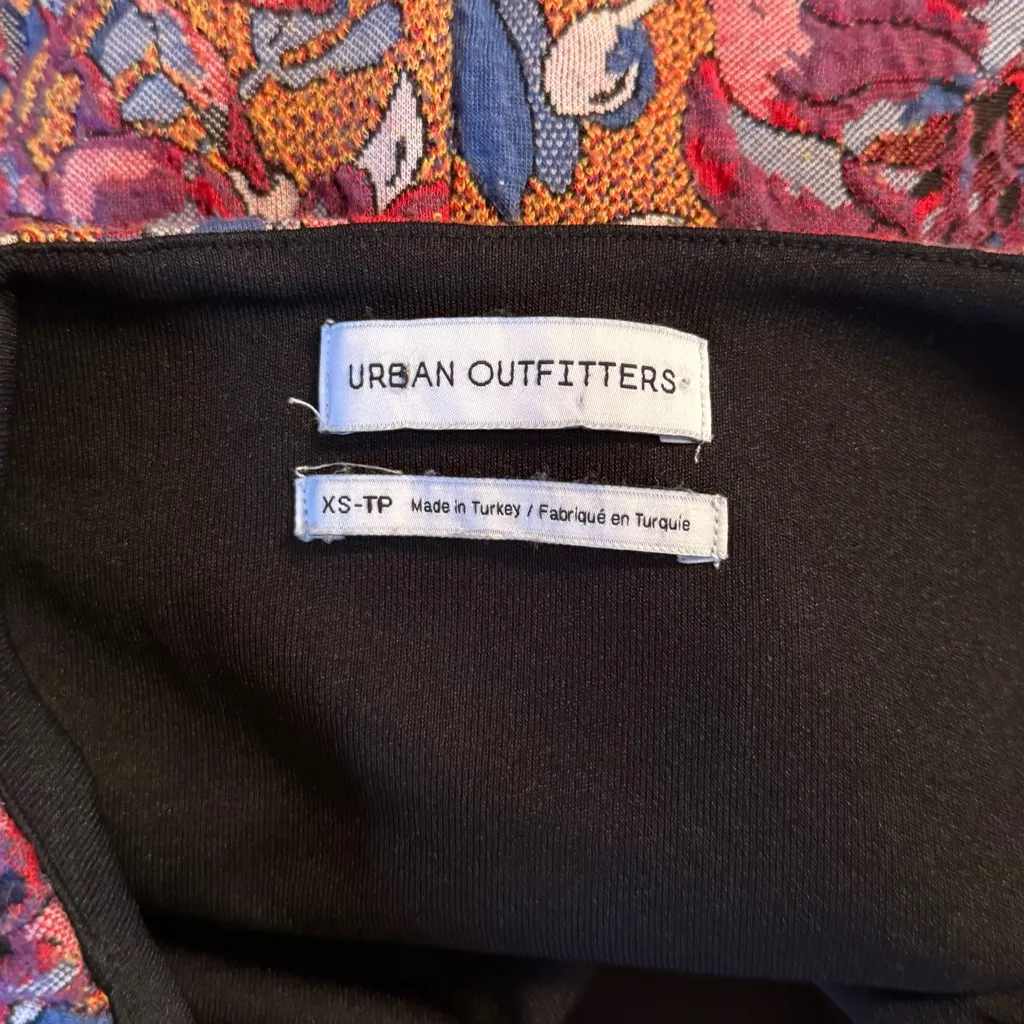 URBAN OUTFITTERS
XS-TP Made in Turkey / Fabriqué en Turquie